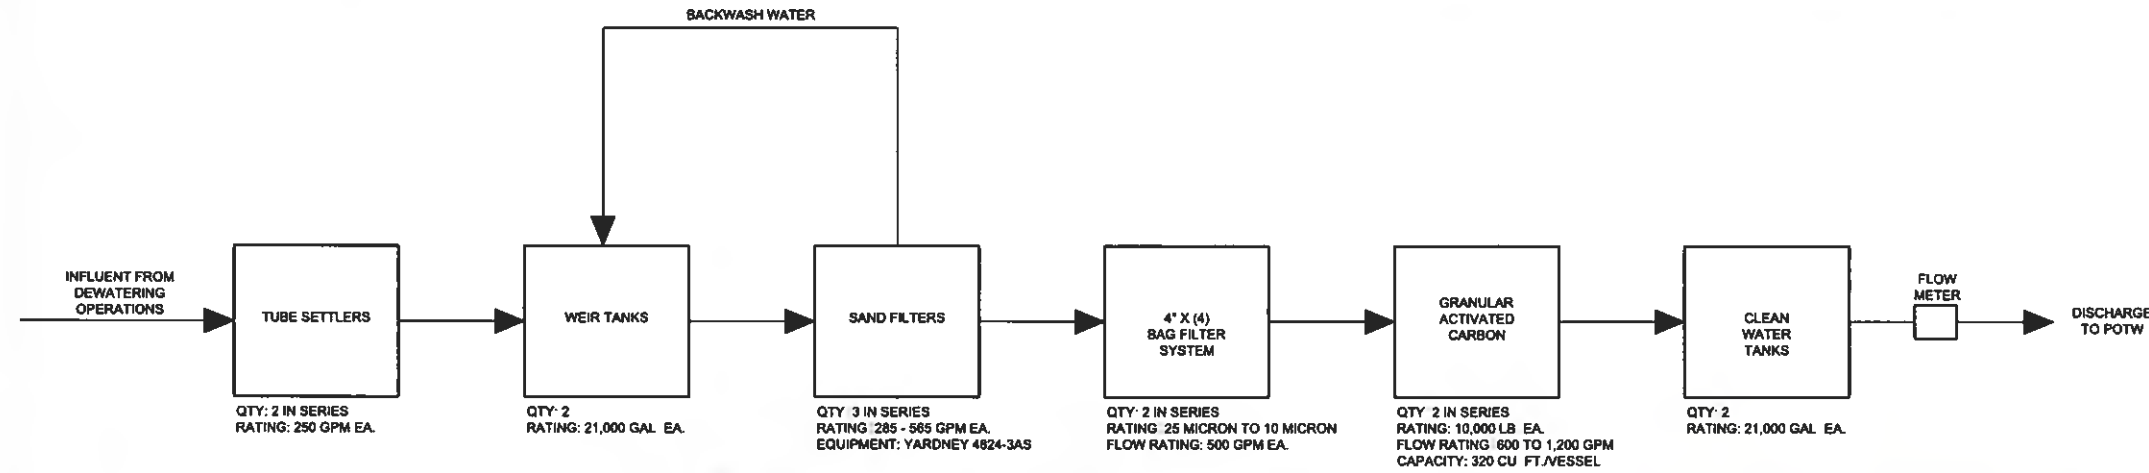 BACKWASH WATER
INFLUENT FROM
DEWATERING
OPERATIONS
TUBE SETTLERS
QTY: 2 IN SERIES
RATING: 250 GPM EA.
WEIR TANKS
QTY: 2
RATING: 21,000 GAL EA.
SAND FILTERS
QTY 3 IN SERIES
RATING 285 - 565 GPM EA.
EQUIPMENT: YARDNEY 4824-3AS
4" X (4)
BAG FILTER
SYSTEM
QTY: 2 IN SERIES
RATING 25 MICRON TO 10 MICRON
FLOW RATING: 500 GPM EA.
GRANULAR
ACTIVATED
CARBON
QTY 2 IN SERIES
RATING: 10,000 LB EA.
FLOW RATING 600 TO 1,200 GPM
CAPACITY: 320 CU FT./VESSEL
CLEAN
WATER
TANKS
QTY: 2
RATING: 21,000 GAL EA.
FLOW
METER
DISCHARGE
TO POTW